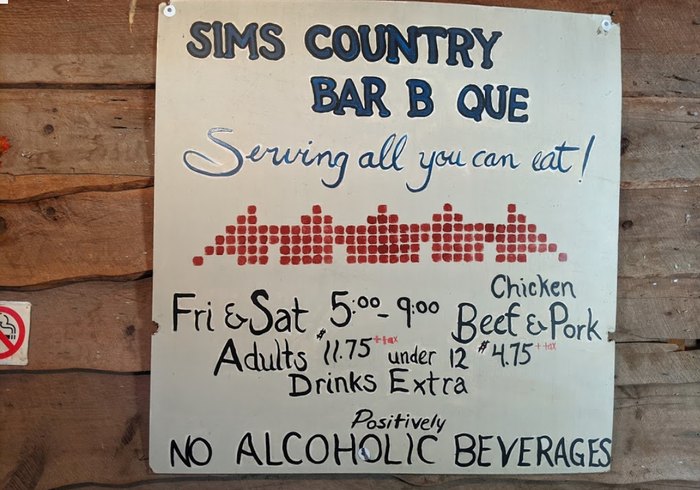 SIMS COUNTRY
BAR B QUE
Serving all you can eat!
Chicken
Fri & Sat 5:00-9:00 Beef & Pork
Adults $11.75 +tax under 12 $4.75 +tax
Drinks Extra
Positively
NO ALCOHOLIC BEVERAGES